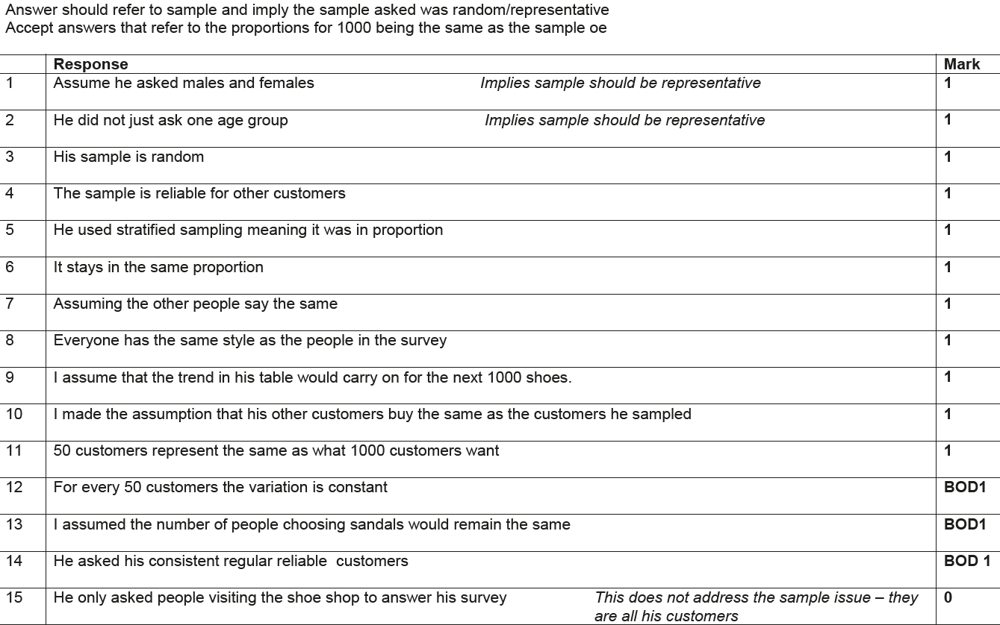 Answer should refer to sample and imply the sample asked was random/representative
Accept answers that refer to the proportions for 1000 being the same as the sample oe
Response Mark
1 Assume he asked males and females Implies sample should be representative 1
2 He did not just ask one age group Implies sample should be representative 1
3 His sample is random 1
4 The sample is reliable for other customers 1
5 He used stratified sampling meaning it was in proportion 1
6 It stays in the same proportion 1
7 Assuming the other people say the same 1
8 Everyone has the same style as the people in the survey 1
9 I assume that the trend in his table would carry on for the next 1000 shoes. 1
10 I made the assumption that his other customers buy the same as the customers he sampled 1
11 50 customers represent the same as what 1000 customers want 1
12 For every 50 customers the variation is constant BOD1
13 I assumed the number of people choosing sandals would remain the same BOD1
14 He asked his consistent regular reliable  customers BOD 1
15 He only asked people visiting the shoe shop to answer his survey This does not address the sample issue – they 0
are all his customers